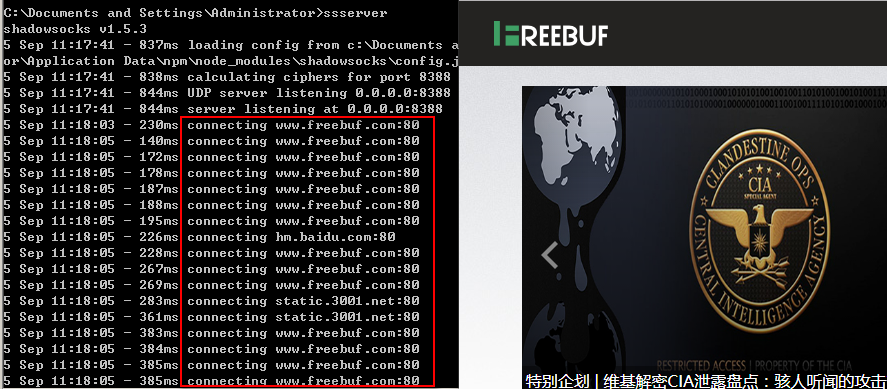 C:\Documents and Settings\Administrator>ssserver
shadowsocks v1.5.3
5 Sep 11:17:41 - 837ms loading config from c:\Documents a
or\Application Data\npm\node_modules\shadowsocks\config.j
5 Sep 11:17:41 - 838ms calculating ciphers for port 8388
5 Sep 11:17:41 - 844ms UDP server listening 0.0.0.0:8388
5 Sep 11:17:41 - 844ms server listening at 0.0.0.0:8388
5 Sep 11:18:03 - 230ms connecting www.freebuf.com:80
5 Sep 11:18:05 - 140ms connecting www.freebuf.com:80
5 Sep 11:18:05 - 172ms connecting www.freebuf.com:80
5 Sep 11:18:05 - 178ms connecting www.freebuf.com:80
5 Sep 11:18:05 - 187ms connecting www.freebuf.com:80
5 Sep 11:18:05 - 188ms connecting www.freebuf.com:80
5 Sep 11:18:05 - 195ms connecting www.freebuf.com:80
5 Sep 11:18:05 - 226ms connecting hm.baidu.com:80
5 Sep 11:18:05 - 228ms connecting www.freebuf.com:80
5 Sep 11:18:05 - 267ms connecting www.freebuf.com:80
5 Sep 11:18:05 - 269ms connecting www.freebuf.com:80
5 Sep 11:18:05 - 283ms connecting static.3001.net:80
5 Sep 11:18:05 - 361ms connecting static.3001.net:80
5 Sep 11:18:05 - 383ms connecting www.freebuf.com:80
5 Sep 11:18:05 - 384ms connecting www.freebuf.com:80
5 Sep 11:18:05 - 385ms connecting www.freebuf.com:80
5 Sep 11:18:05 - 385ms connecting www.freebuf.com:80
FREEBUF
CLANDESTINE OPS
CIA
SPECIAL AGENT
CENTRAL INTELLIGENCE AGENCY
RESTRICTED ACCESS | PROPERTY OF THE CIA
特别企划 | 维基解密CIA泄露盘点：骇人听闻的攻击